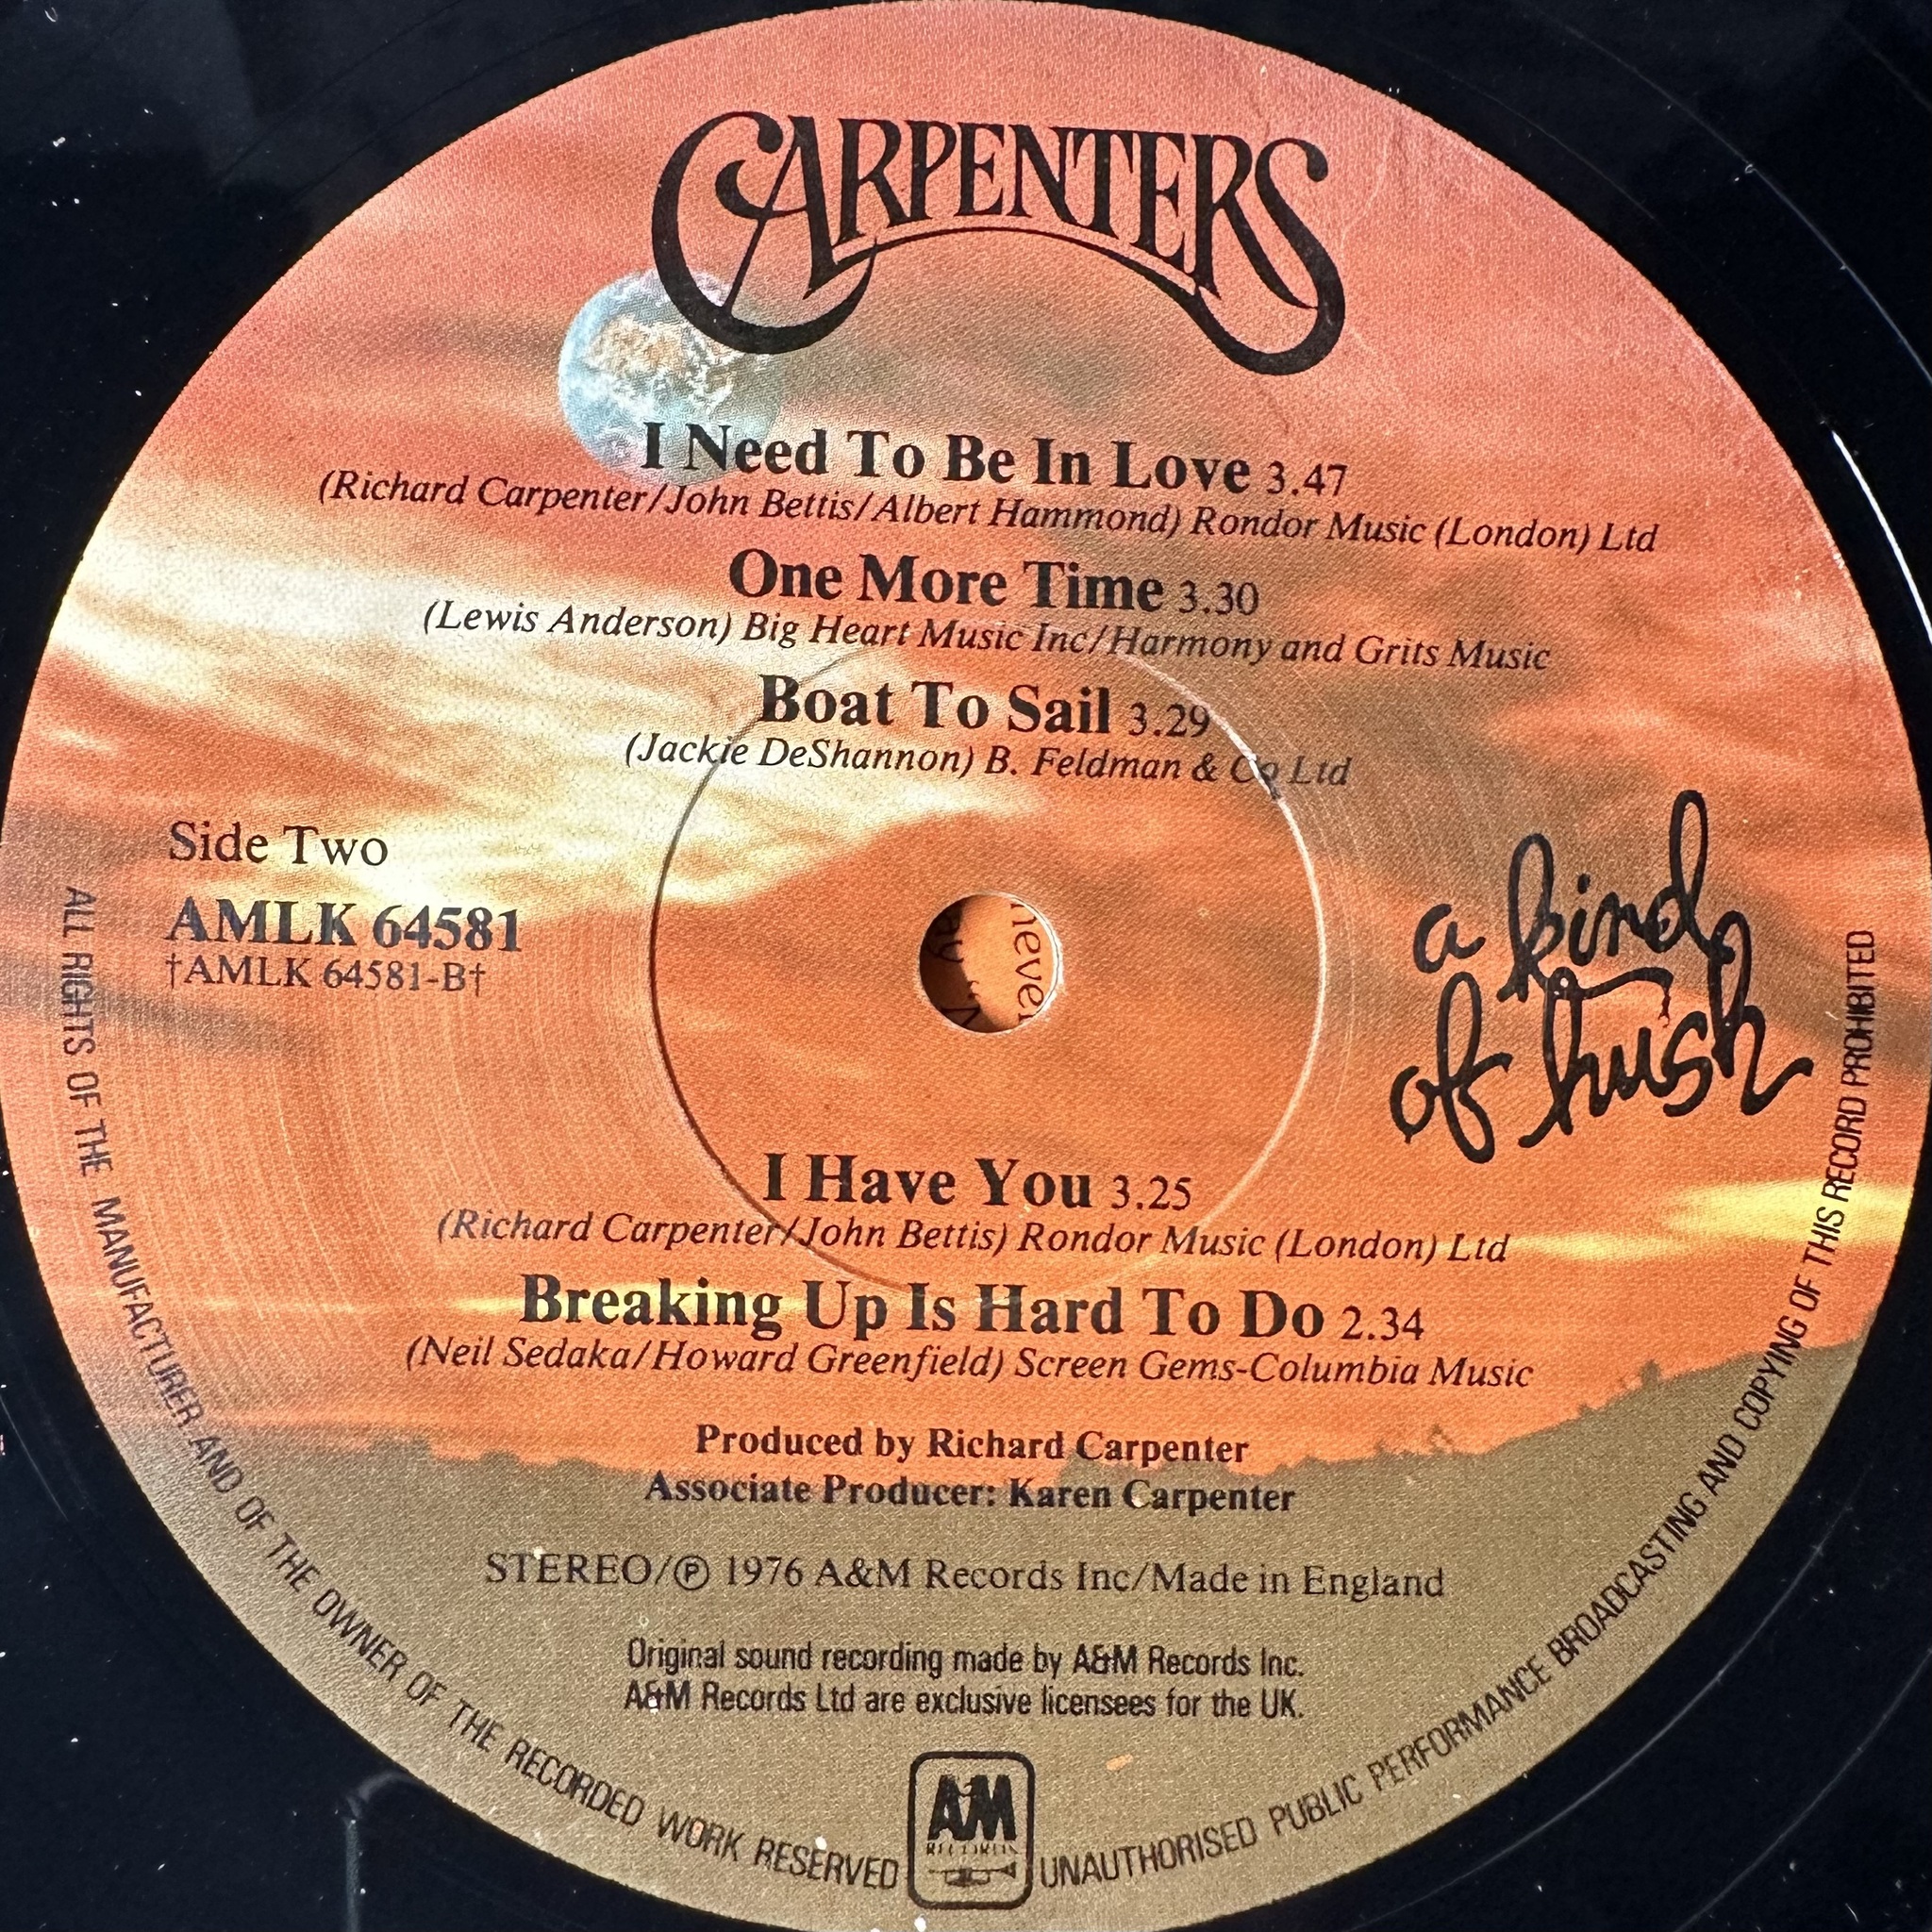 CARPENTERS
I Need To Be In Love 3.47
(Richard Carpenter/John Bettis/Albert Hammond) Rondor Music (London) Ltd
One More Time 3.30
(Lewis Anderson) Big Heart Music Inc/Harmony and Grits Music
Boat To Sail 3.29
(Jackie DeShannon) B. Feldman & Co Ltd
Side Two
AMLK 64581
†AMLK 64581-B†
a kind
of hush
I Have You 3.25
(Richard Carpenter/John Bettis) Rondor Music (London) Ltd
Breaking Up Is Hard To Do 2.34
(Neil Sedaka/Howard Greenfield) Screen Gems-Columbia Music
Produced by Richard Carpenter
Associate Producer: Karen Carpenter
STEREO/℗ 1976 A&M Records Inc/Made in England
Original sound recording made by A&M Records Inc.
A&M Records Ltd are exclusive licensees for the UK.
A&M
RECORDS
ALL RIGHTS OF THE MANUFACTURER AND OF THE OWNER OF THE RECORDED WORK RESERVED
UNAUTHORISED PUBLIC PERFORMANCE BROADCASTING AND COPYING OF THIS RECORD PROHIBITED